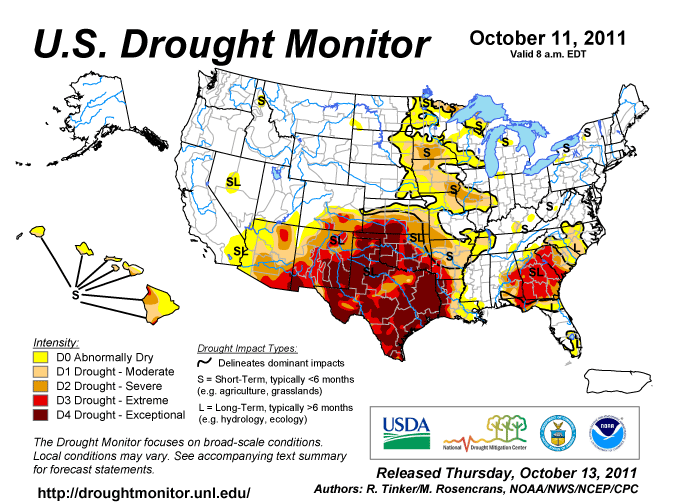 U.S. Drought Monitor
October 11, 2011
Valid 8 a.m. EDT
S
SL
S
S
S
S
S
S
S
S
SL
SL
SL
S
L
SL
SL
S
Intensity:
D0 Abnormally Dry
D1 Drought - Moderate
D2 Drought - Severe
D3 Drought - Extreme
D4 Drought - Exceptional
Drought Impact Types:
Delineates dominant impacts
S = Short-Term, typically <6 months
(e.g. agriculture, grasslands)
L = Long-Term, typically >6 months
(e.g. hydrology, ecology)
The Drought Monitor focuses on broad-scale conditions.
Local conditions may vary. See accompanying text summary
for forecast statements.
http://droughtmonitor.unl.edu/
USDA
National Drought Mitigation Center
NOAA
Released Thursday, October 13, 2011
Authors: R. Tinker/M. Rosencrans, NOAA/NWS/NCEP/CPC